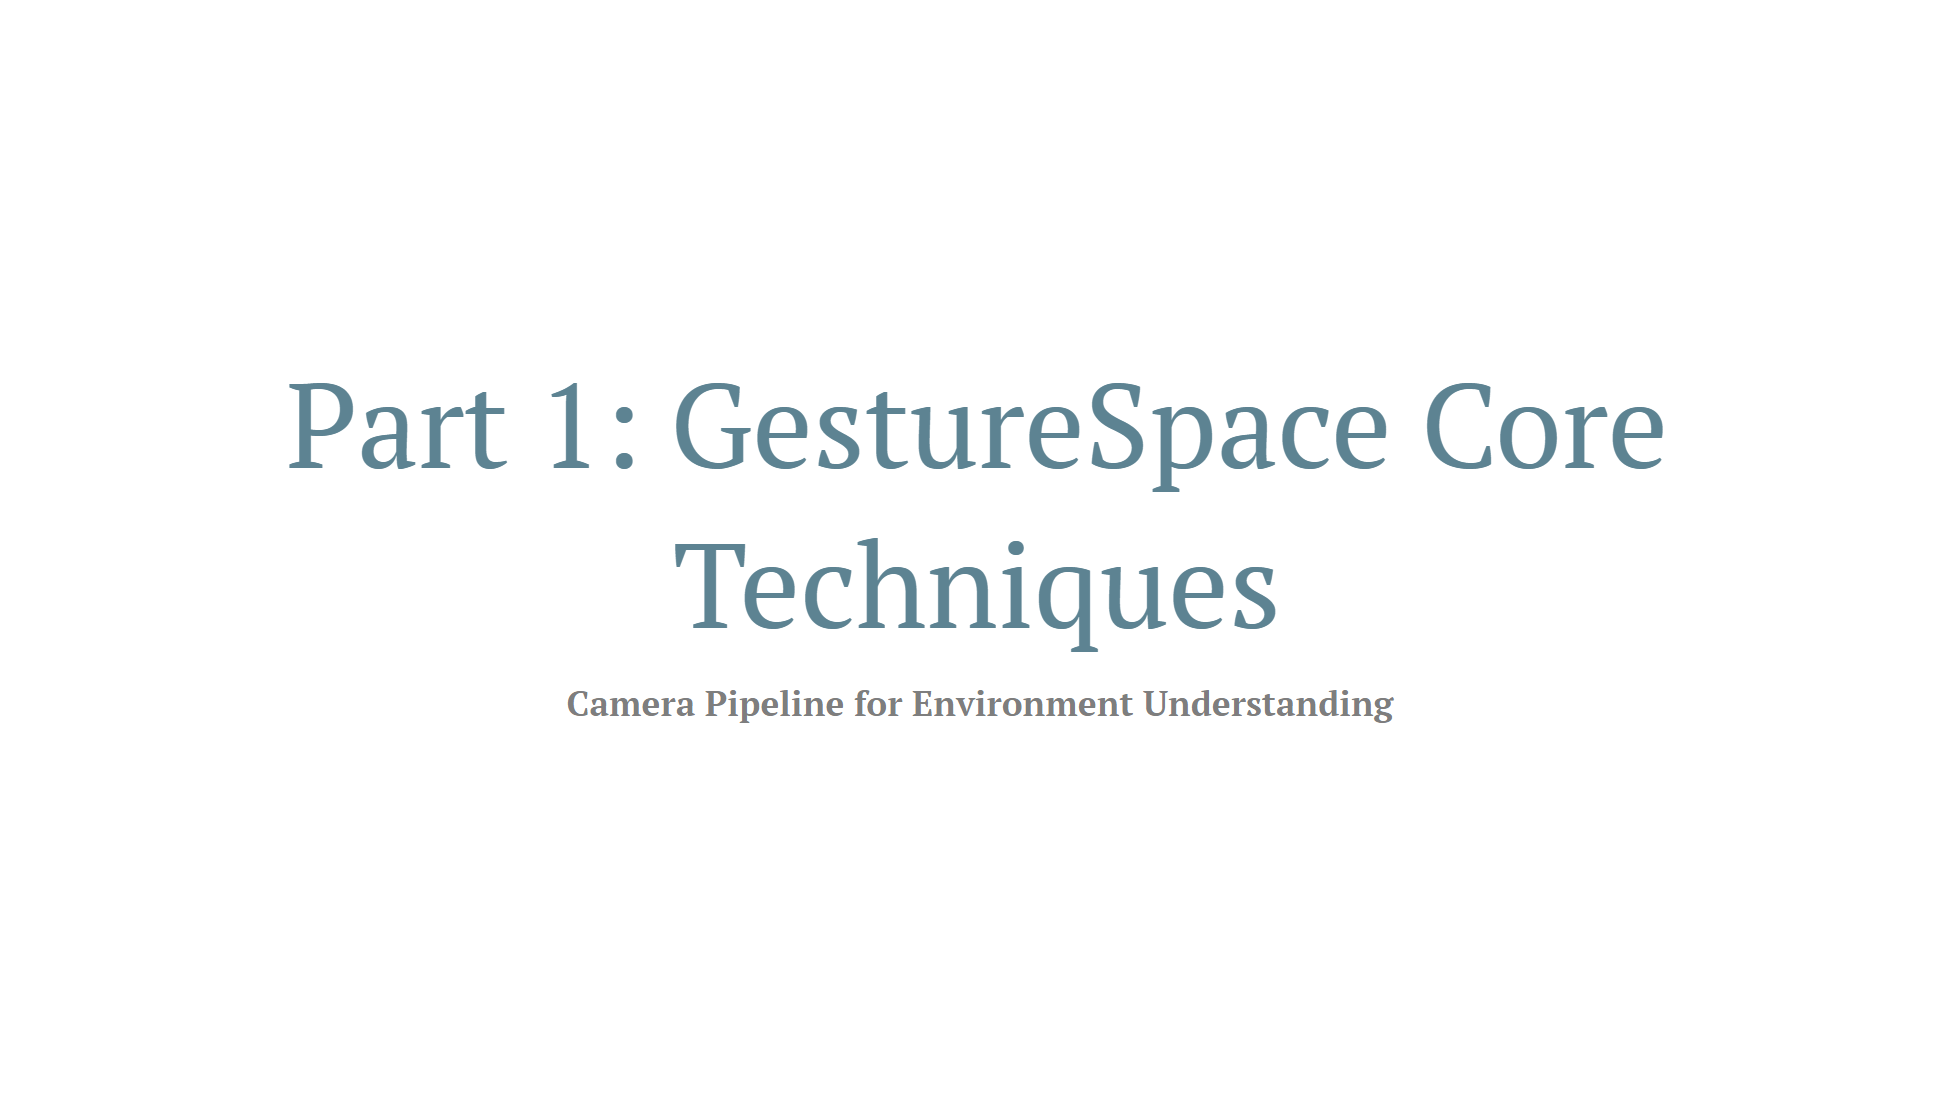 Part 1: GestureSpace Core
Techniques
Camera Pipeline for Environment Understanding